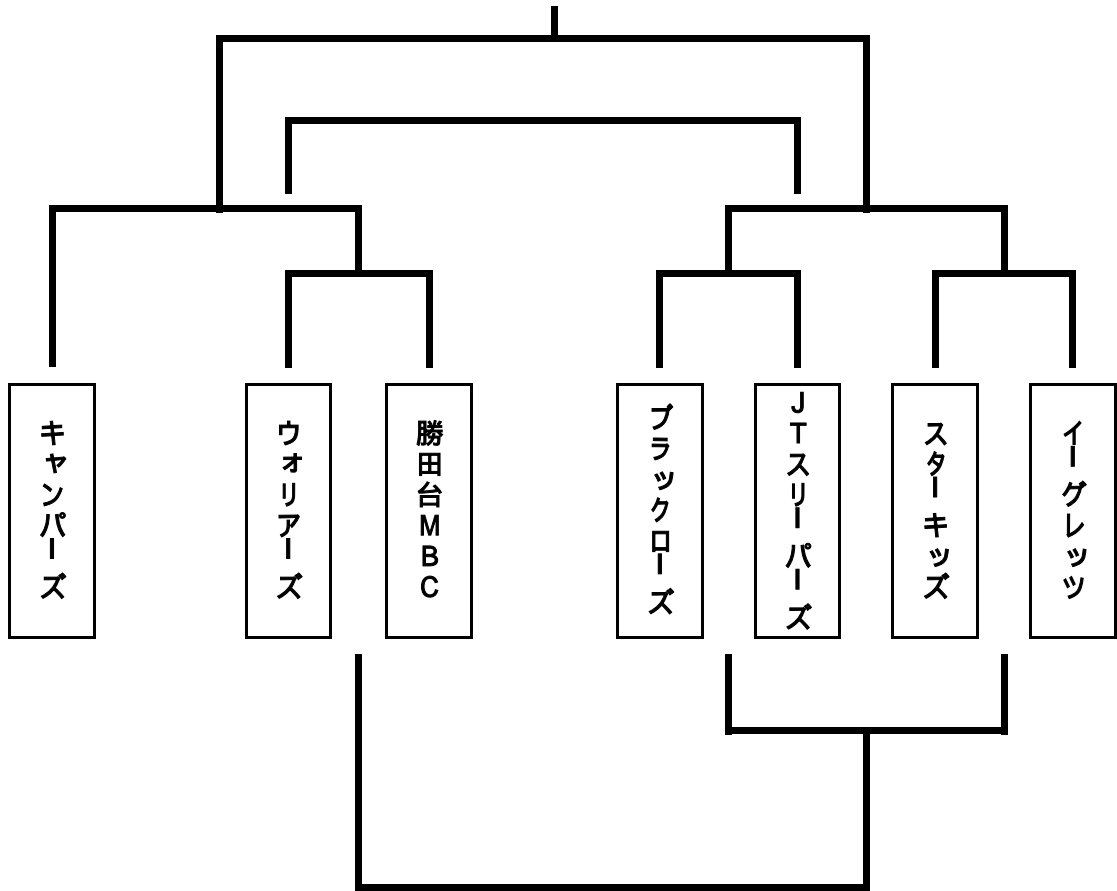 キャンパーズ
ウォリアーズ
勝田台ＭＢＣ
ブラックローズ
ＪＴスリーパーズ
スターキッズ
イーグレッツ